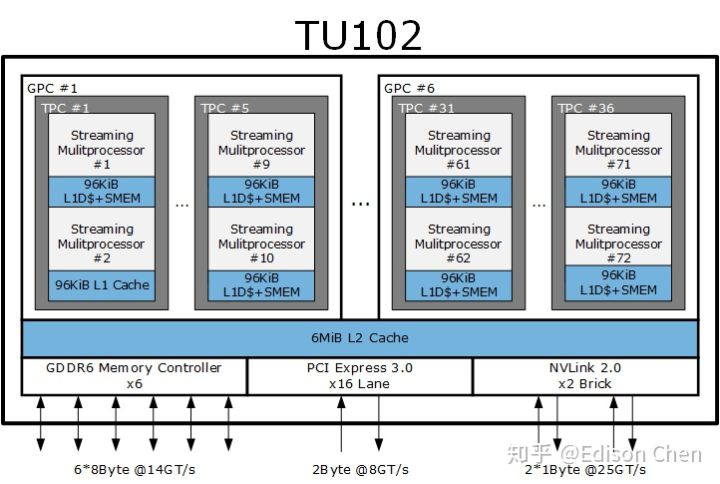 TU102
GPC #1
GPC #6
TPC #1
TPC #5
TPC #31
TPC #36
Streaming
Mulitprocessor
#1
96KiB
L1D$+SMEM
Streaming
Mulitprocessor
#2
96KiB L1 Cache
...
Streaming
Mulitprocessor
#9
96KiB
L1D$+SMEM
Streaming
Mulitprocessor
#10
96KiB
L1D$+SMEM
...
Streaming
Mulitprocessor
#61
96KiB
L1D$+SMEM
Streaming
Mulitprocessor
#62
96KiB
L1D$+SMEM
...
Streaming
Mulitprocessor
#71
96KiB
L1D$+SMEM
Streaming
Mulitprocessor
#72
96KiB
L1D$+SMEM
6MiB L2 Cache
GDDR6 Memory Controller
x6
PCI Express 3.0
x16 Lane
NVLink 2.0
x2 Brick
6*8Byte @14GT/s
2Byte @8GT/s
2*1Byte @25GT/s
知乎 @Edison Chen